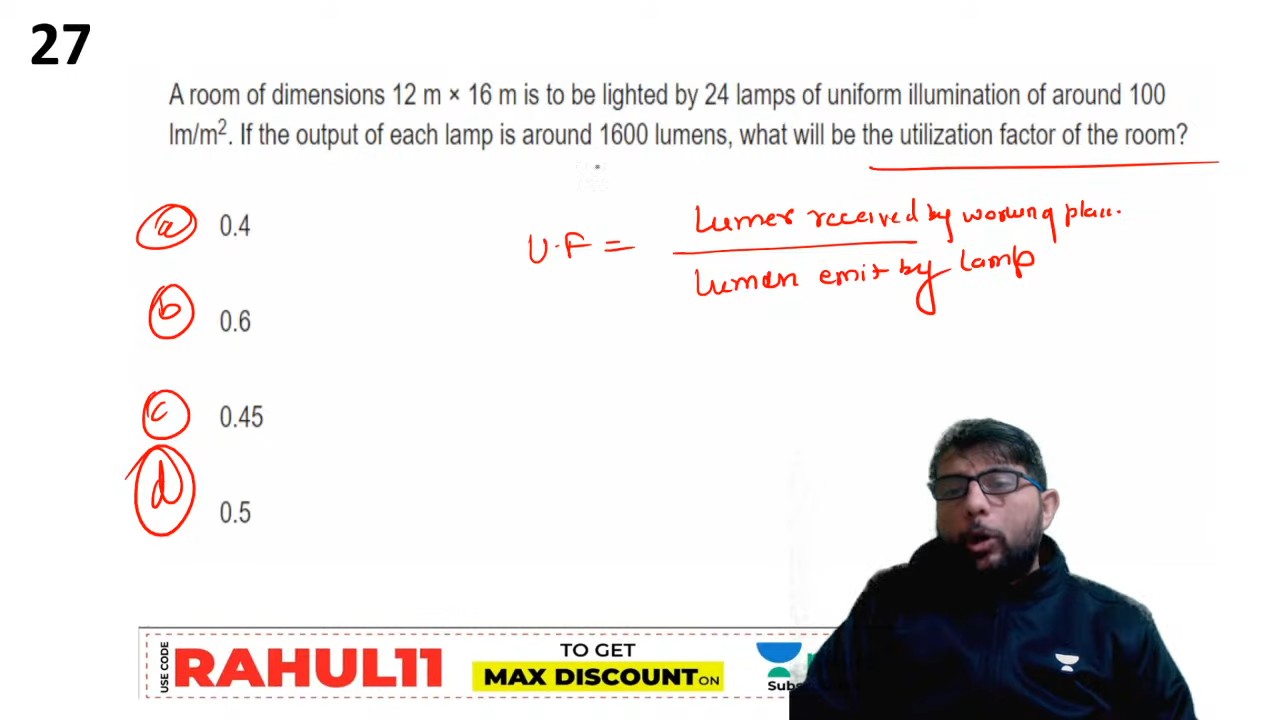 27
A room of dimensions 12 m × 16 m is to be lighted by 24 lamps of uniform illumination of around 100
lm/m². If the output of each lamp is around 1600 lumens, what will be the utilization factor of the room?
a 0.4
U.F = Lumen received by working plan.
Lumen emit by lamp
b 0.6
c 0.45
d 0.5
USE CODE
RAHUL11
TO GET
MAX DISCOUNT ON